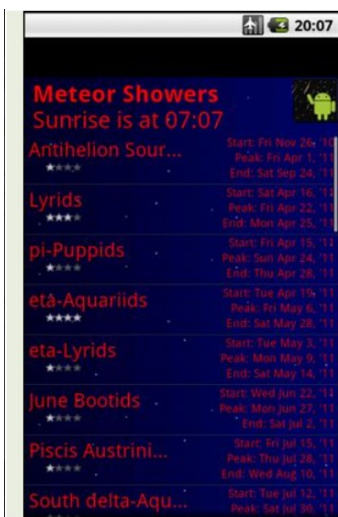 20:07
Meteor Showers
Sunrise is at 07:07
Antihelion Sour...
Start: Fri Nov 26, '10
Peak: Fri Apr 1, '11
End: Sat Sep 24, '11
Lyrids
Start: Sat Apr 16, '11
Peak: Fri Apr 22, '11
End: Mon Apr 25, '11
pi-Puppids
Start: Fri Apr 15, '11
Peak: Sun Apr 24, '11
End: Thu Apr 28, '11
eta-Aquariids
Start: Tue Apr 19, '11
Peak: Fri May 6, '11
End: Sat May 28, '11
eta-Lyrids
Start: Tue May 3, '11
Peak: Mon May 9, '11
End: Sat May 14, '11
June Bootids
Start: Wed Jun 22, '11
Peak: Mon Jun 27, '11
End: Sat Jul 2, '11
Piscis Austrini...
Start: Fri Jul 15, '11
Peak: Thu Jul 28, '11
End: Wed Aug 10, '11
South delta-Aqu...
Start: Tue Jul 12, '11
Peak: Sat Jul 30, '11